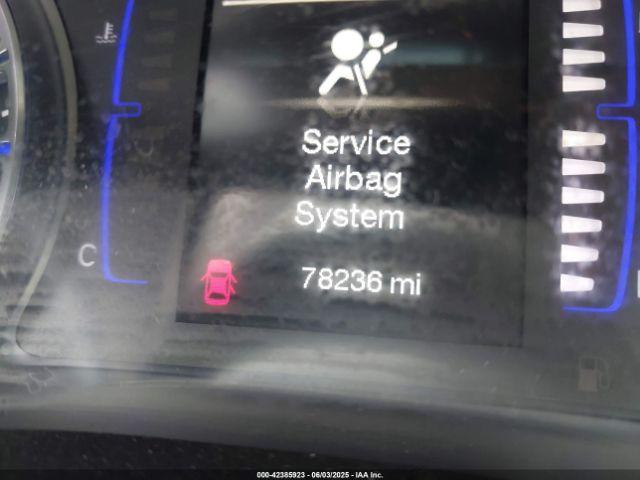 Service
Airbag
System
C
78236 mi
000-42385923 - 06/03/2025 - IAA Inc.